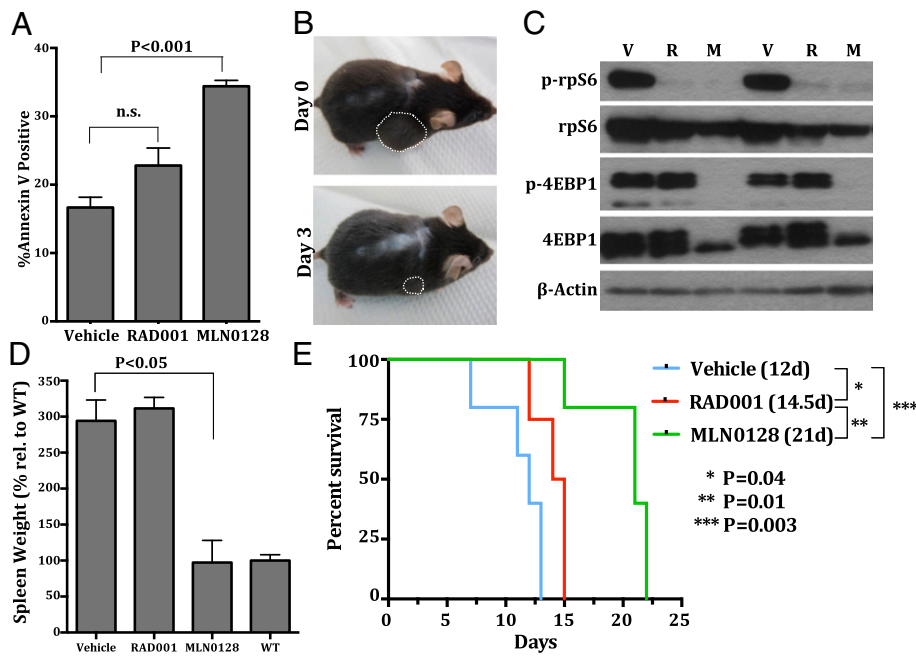 A
%Annexin V Positive
40
30
20
10
0
P<0.001
n.s.
Vehicle RAD001 MLN0128
B
Day 0
Day 3
C
V R M V R M
p-rpS6
rpS6
p-4EBP1
4EBP1
β-Actin
D
Spleen Weight (% rel. to WT)
350
300
250
200
150
100
50
0
P<0.05
Vehicle RAD001 MLN0128 WT
E
Percent survival
100
75
50
25
0
0 5 10 15 20 25
Days
Vehicle (12d)
RAD001 (14.5d)
MLN0128 (21d)
*
**
***
* P=0.04
** P=0.01
*** P=0.003